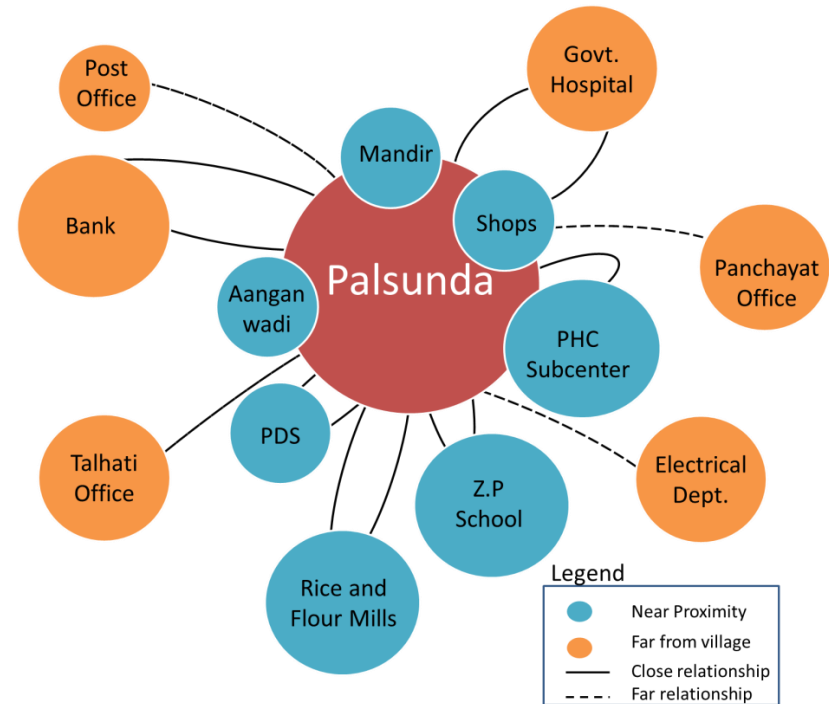 Post
Office
Govt.
Hospital
Mandir
Bank
Shops
Panchayat
Office
Palsunda
Aangan
wadi
PHC
Subcenter
PDS
Talhati
Office
Z.P
School
Electrical
Dept.
Rice and
Flour Mills
Legend
Near Proximity
Far from village
Close relationship
Far relationship